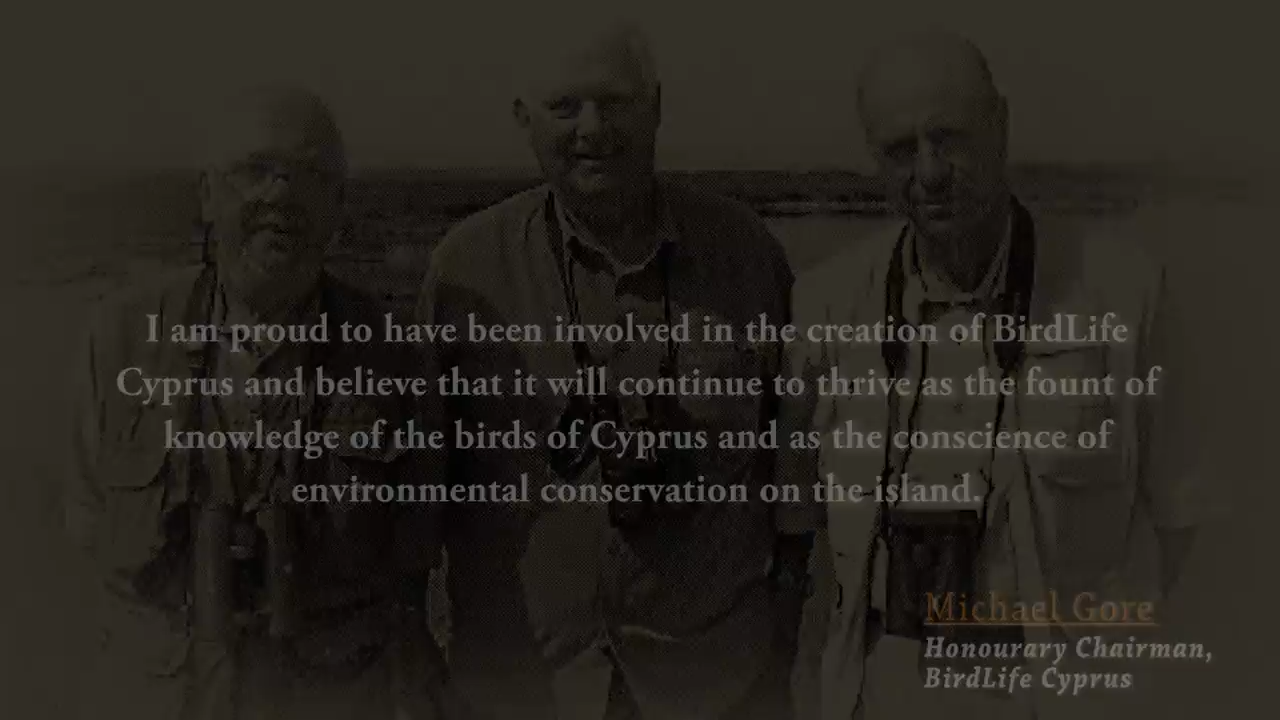 I am proud to have been involved in the creation of BirdLife
Cyprus and believe that it will continue to thrive as the fount of
knowledge of the birds of Cyprus and as the conscience of
environmental conservation on the island.
Michael Gore
Honourary Chairman,
BirdLife Cyprus